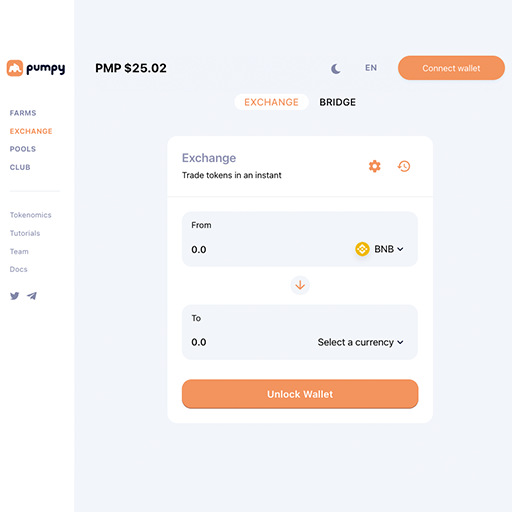 pumpy
PMP $25.02
EN
Connect wallet
FARMS
EXCHANGE
POOLS
CLUB
Tokenomics
Tutorials
Team
Docs
EXCHANGE
BRIDGE
Exchange
Trade tokens in an instant
From
0.0
BNB
To
0.0
Select a currency
Unlock Wallet